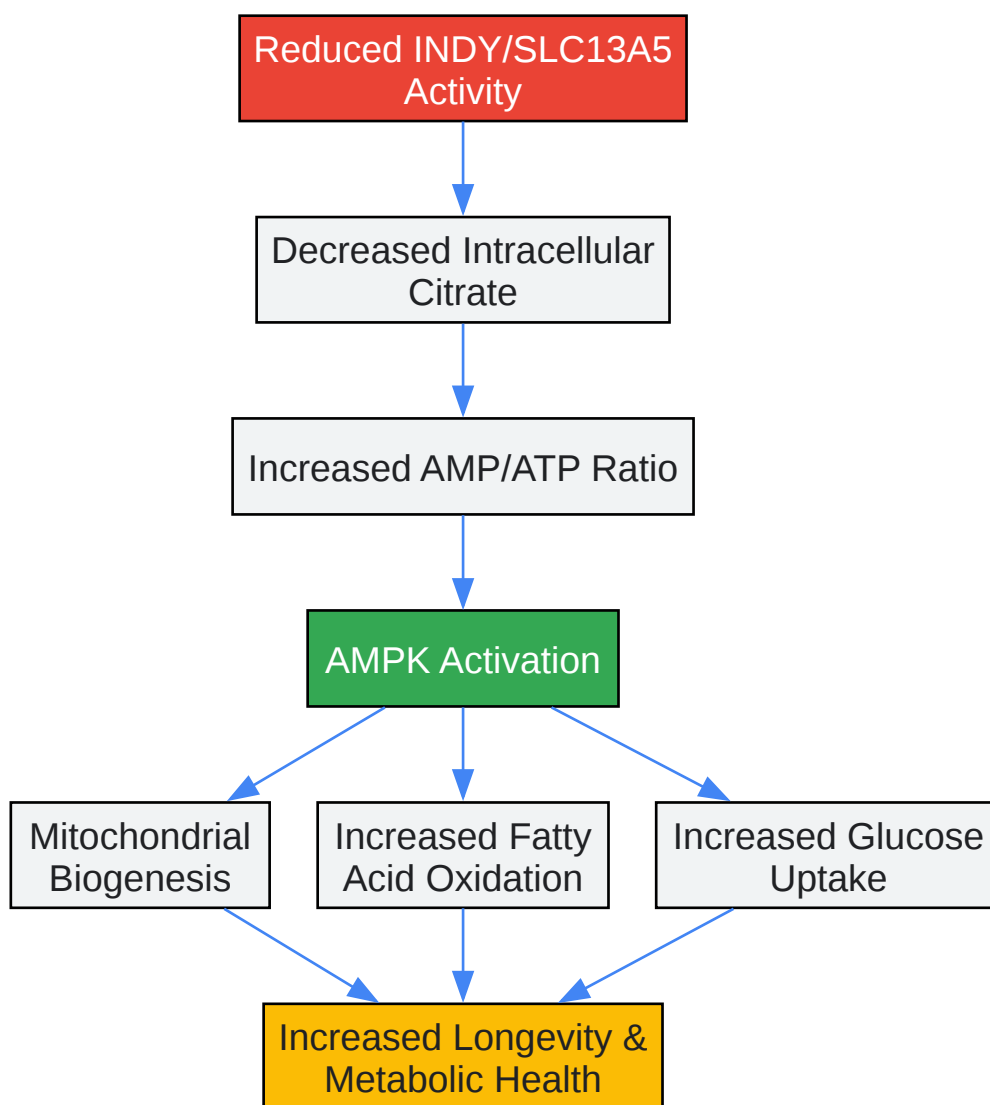 Reduced INDY/SLC13A5
Activity
Decreased Intracellular
Citrate
Increased AMP/ATP Ratio
AMPK Activation
Mitochondrial
Biogenesis
Increased Fatty
Acid Oxidation
Increased Glucose
Uptake
Increased Longevity &
Metabolic Health